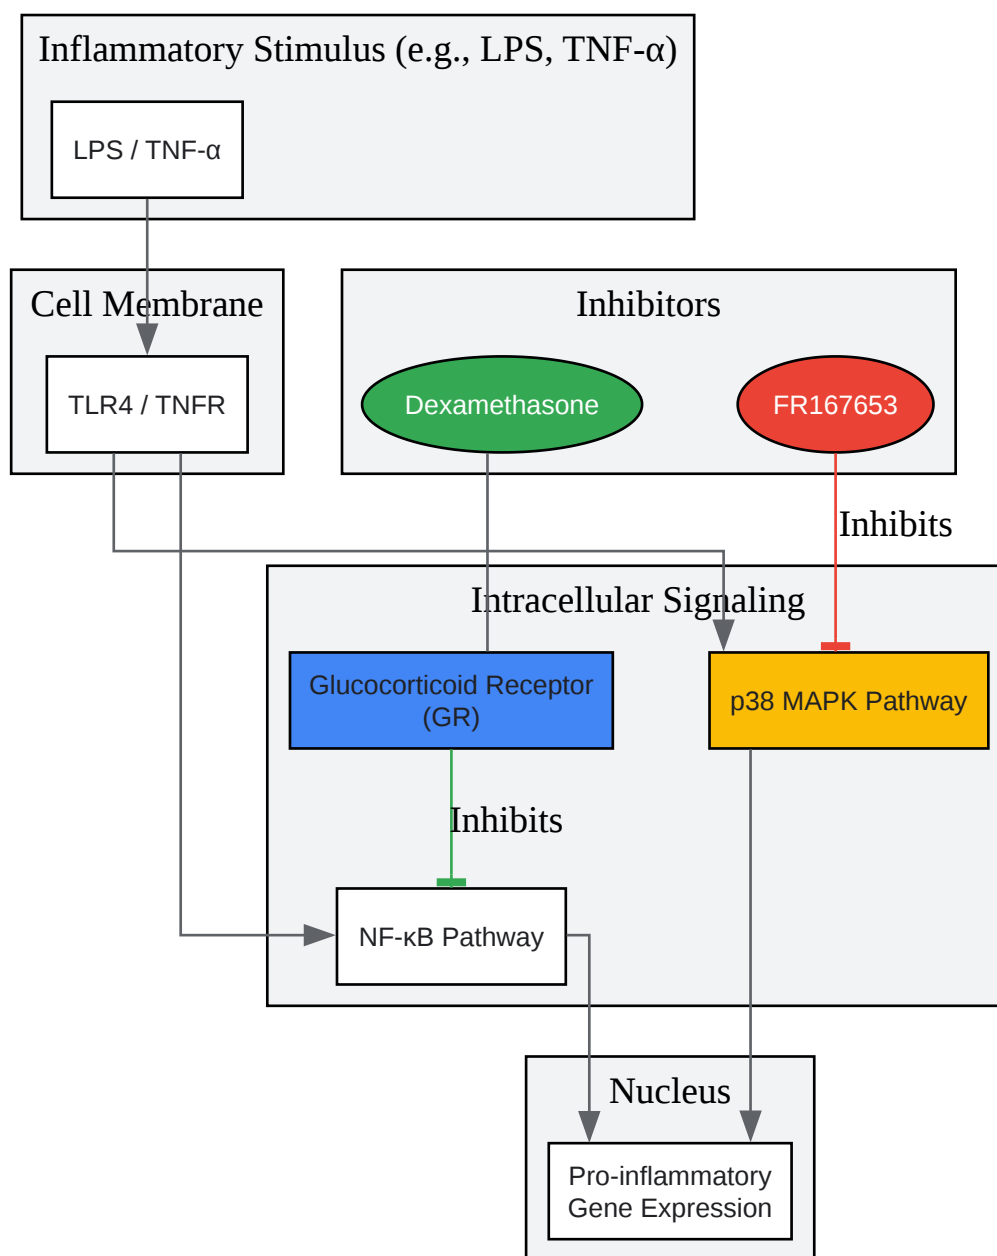 Inflammatory Stimulus (e.g., LPS, TNF-α)
LPS / TNF-α
Cell Membrane
TLR4 / TNFR
Inhibitors
Dexamethasone
FR167653
Inhibits
Intracellular Signaling
Glucocorticoid Receptor
(GR)
p38 MAPK Pathway
Inhibits
NF-κB Pathway
Nucleus
Pro-inflammatory
Gene Expression